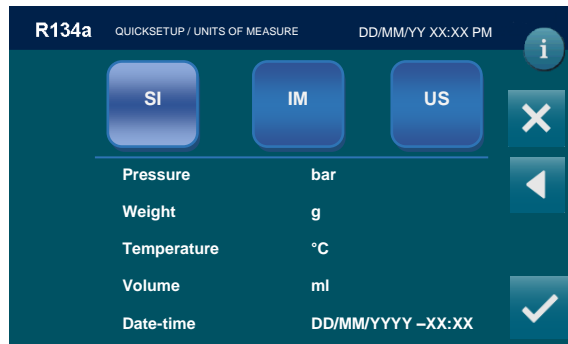 R134a QUICKSETUP / UNITS OF MEASURE DD/MM/YY XX:XX PM
i
SI IM US
Pressure bar
Weight g
Temperature °C
Volume ml
Date-time DD/MM/YYYY –XX:XX